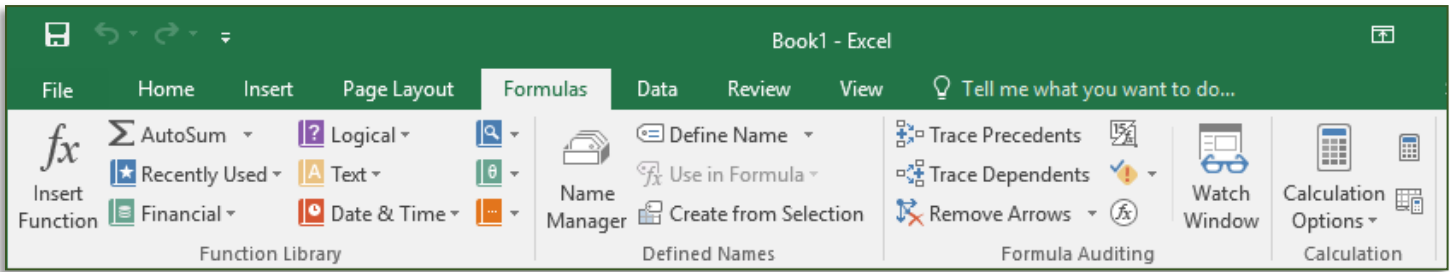 Book1 - Excel
File Home Insert Page Layout Formulas Data Review View Tell me what you want to do...
fx Insert Function
Σ AutoSum
Recently Used
Financial
? Logical
A Text
Date & Time
θ
Function Library
Name Manager
Define Name
Use in Formula
Create from Selection
Defined Names
Trace Precedents
Trace Dependents
Remove Arrows
15
fx
Watch Window
Formula Auditing
Calculation Options
Calculation